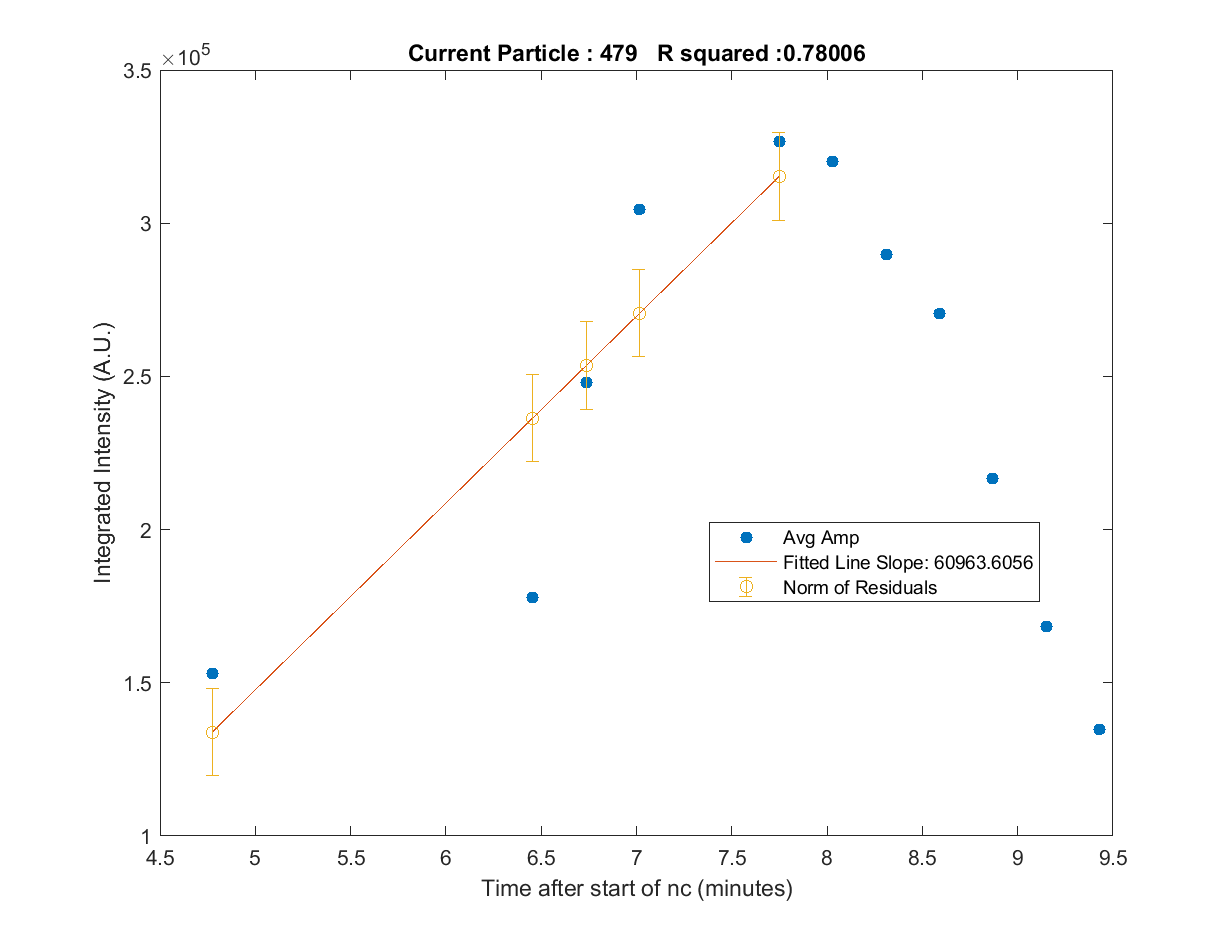 Current Particle : 479 R squared :0.78006
×10^5
3.5
3
2.5
2
1.5
1
Integrated Intensity (A.U.)
Avg Amp
Fitted Line Slope: 60963.6056
Norm of Residuals
4.5 5 5.5 6 6.5 7 7.5 8 8.5 9 9.5
Time after start of nc (minutes)